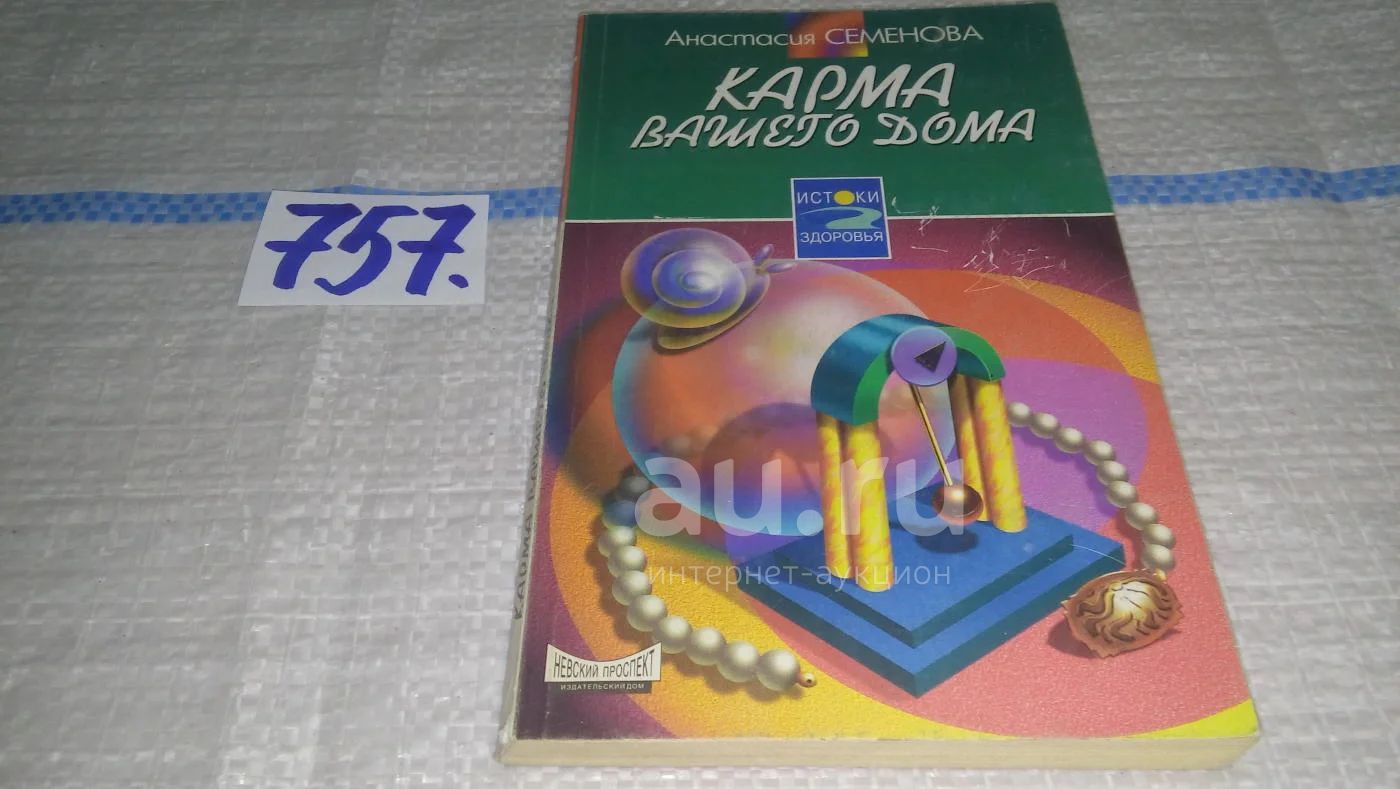 757.
Анастасия СЕМЕНОВА
КАРМА
ВАШЕГО ДОМА
ИСТОКИ
ЗДОРОВЬЯ
au.ru
интернет-аукцион
НЕВСКИЙ ПРОСПЕКТ
ИЗДАТЕЛЬСКИЙ ДОМ